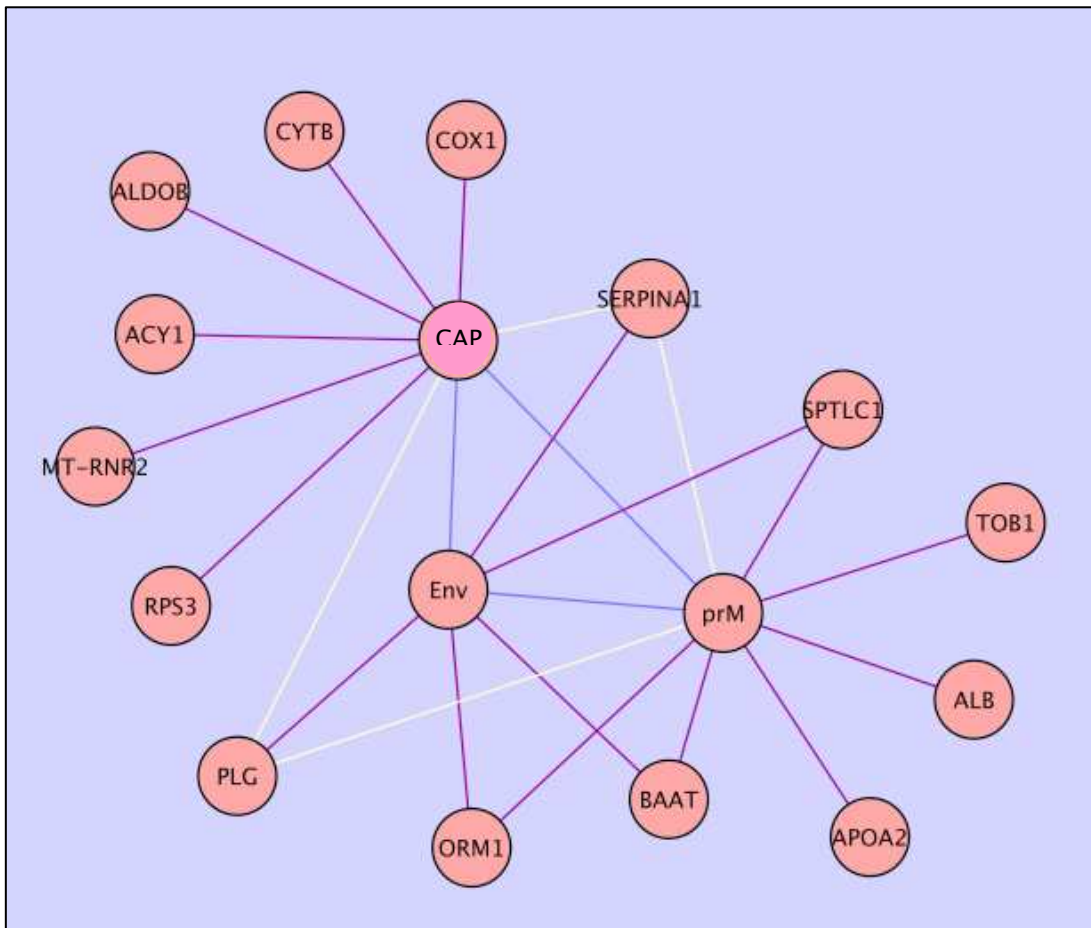 CYTB
COX1
ALDOB
SERPINA1
ACY1
CAP
SPTLC1
MT-RNR2
TOB1
Env
RPS3
prM
ALB
PLG
BAAT
ORM1
APOA2